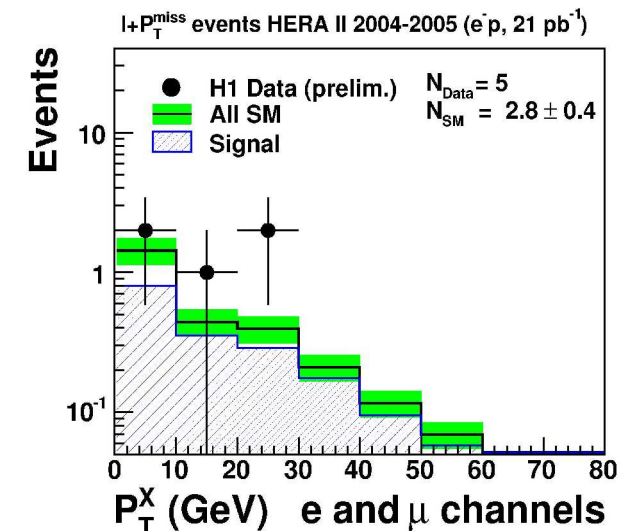 l+P_T^miss events HERA II 2004-2005 (e⁻p, 21 pb⁻¹)
Events
H1 Data (prelim.)
All SM
Signal
N_Data = 5
N_SM = 2.8 ± 0.4
10
1
10⁻¹
0 10 20 30 40 50 60 70 80
P_T^X (GeV) e and μ channels